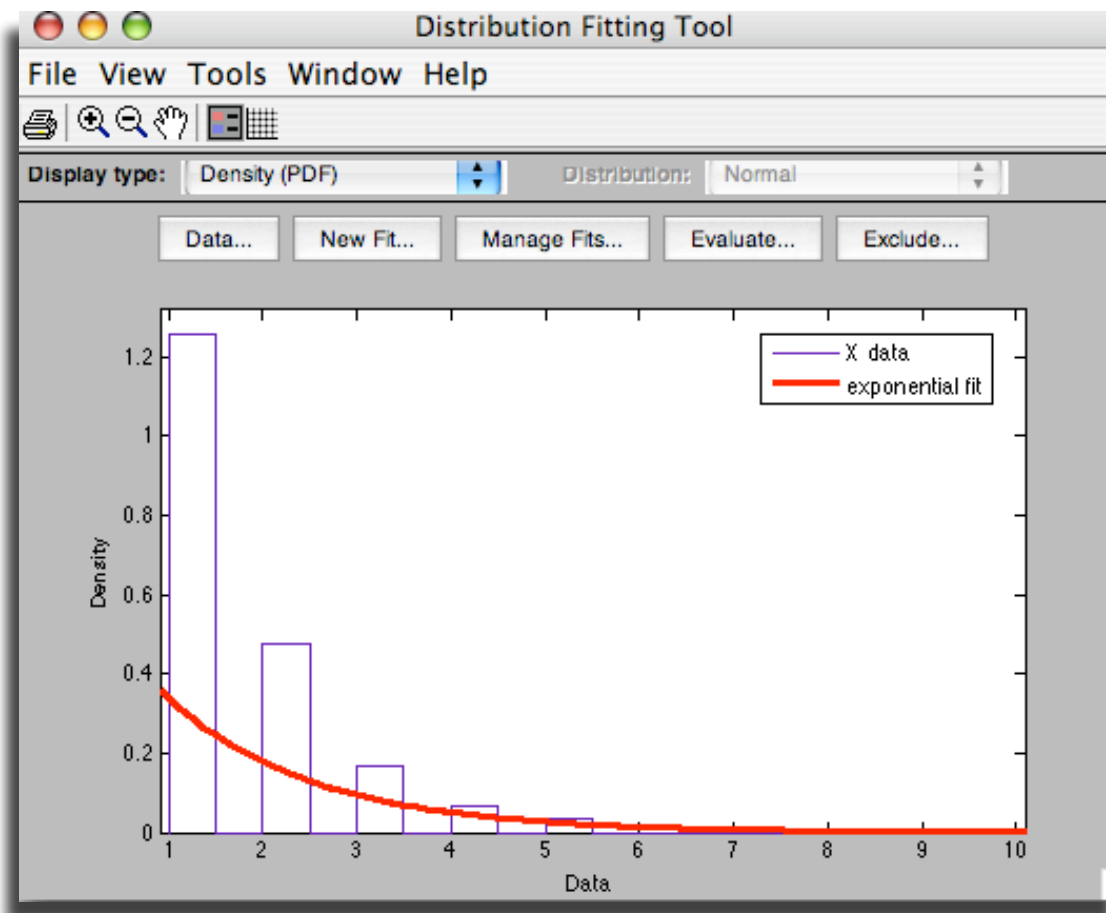 Distribution Fitting Tool
File View Tools Window Help
Display type: Density (PDF) Distribution: Normal
Data... New Fit... Manage Fits... Evaluate... Exclude...
X data
exponential fit
1.2
1
0.8
0.6
0.4
0.2
0
Density
1 2 3 4 5 6 7 8 9 10
Data